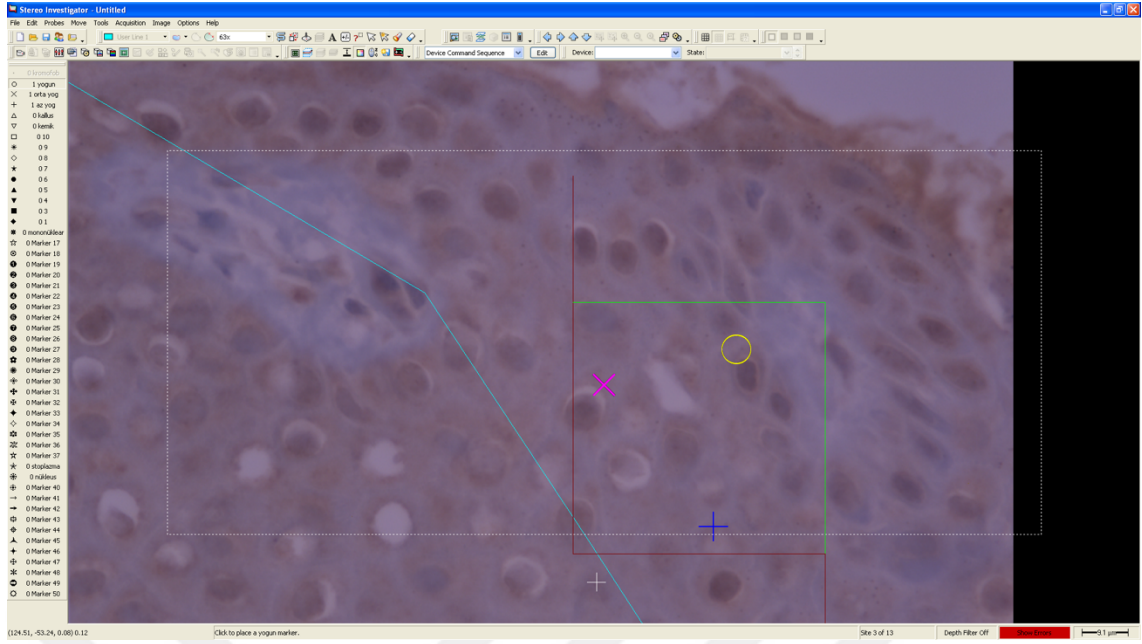 Stereo Investigator - Untitled
File Edit Probes Move Tools Acquisition Image Options Help
User Line 1 63x A
Device Command Sequence Edit Device: State:
0 kromofob
1 yogun
1 orta yog
1 az yog
0 kallus
0 kemik
0 10
0 9
0 8
0 7
0 6
0 5
0 4
0 3
0 1
0 mononüklear
0 Marker 17
0 Marker 18
0 Marker 19
0 Marker 20
0 Marker 21
0 Marker 22
0 Marker 23
0 Marker 24
0 Marker 25
0 Marker 26
0 Marker 27
0 Marker 28
0 Marker 29
0 Marker 30
0 Marker 31
0 Marker 32
0 Marker 33
0 Marker 34
0 Marker 35
0 Marker 36
0 Marker 37
0 stoplazma
0 nükleus
0 Marker 40
0 Marker 41
0 Marker 42
0 Marker 43
0 Marker 44
0 Marker 45
0 Marker 46
0 Marker 47
0 Marker 48
0 Marker 49
0 Marker 50
(124.51, -53.24, 0.08) 0.12 Click to place a yogun marker. Site 3 of 13 Depth Filter Off 9.1 µm